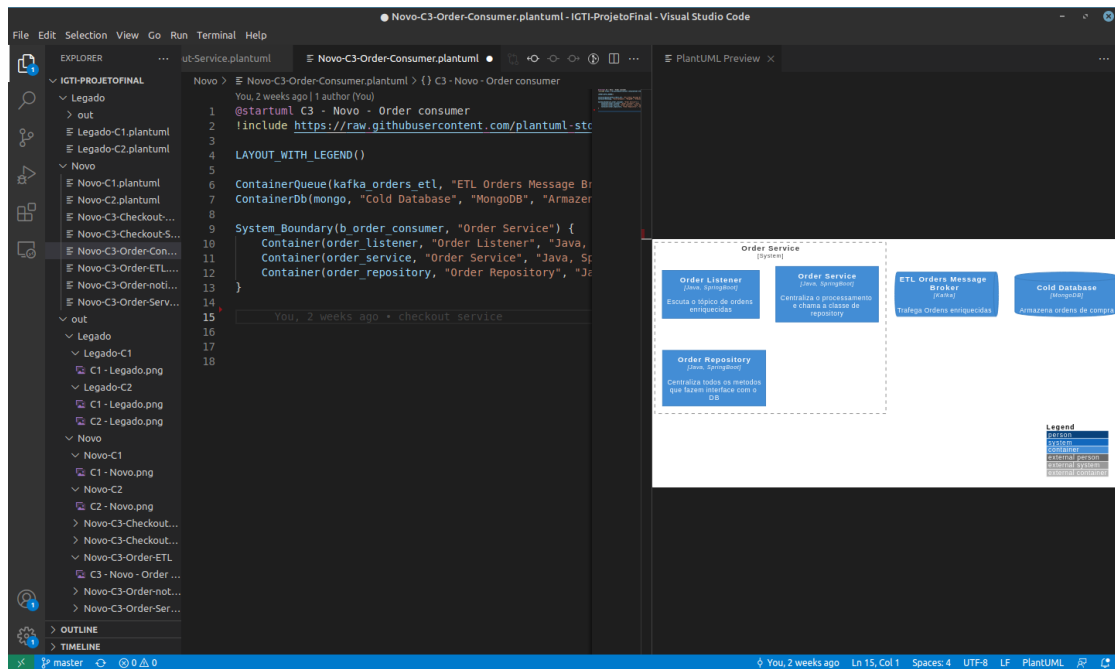 ● Novo-C3-Order-Consumer.plantuml - IGTI-ProjetoFinal - Visual Studio Code
File Edit Selection View Go Run Terminal Help
EXPLORER ...
IGTI-PROJETOFINAL
Legado
out
Legado-C1.plantuml
Legado-C2.plantuml
Novo
Novo-C1.plantuml
Novo-C2.plantuml
Novo-C3-Checkout-...
Novo-C3-Checkout-S...
Novo-C3-Order-Con...
Novo-C3-Order-ETL....
Novo-C3-Order-noti...
Novo-C3-Order-Serv...
out
Legado
Legado-C1
C1 - Legado.png
Legado-C2
C1 - Legado.png
C2 - Legado.png
Novo
Novo-C1
C1 - Novo.png
Novo-C2
C2 - Novo.png
Novo-C3-Checkout...
Novo-C3-Checkout...
Novo-C3-Order-ETL
C3 - Novo - Order ...
Novo-C3-Order-not...
Novo-C3-Order-Ser...
OUTLINE
TIMELINE
1
1
1
ut-Service.plantuml Novo-C3-Order-Consumer.plantuml ● ...
Novo > Novo-C3-Order-Consumer.plantuml > {} C3 - Novo - Order consumer
You, 2 weeks ago | 1 author (You)
1 @startuml C3 - Novo - Order consumer
2 !include https://raw.githubusercontent.com/plantuml-std
3
4 LAYOUT_WITH_LEGEND()
5
6 ContainerQueue(kafka_orders_etl, "ETL Orders Message Br
7 ContainerDb(mongo, "Cold Database", "MongoDB", "Armazen
8
9 System_Boundary(b_order_consumer, "Order Service") {
10 Container(order_listener, "Order Listener", "Java,
11 Container(order_service, "Order Service", "Java, Sp
12 Container(order_repository, "Order Repository", "Ja
13 }
14
15 You, 2 weeks ago • checkout service
16
17
18
PlantUML Preview ...
Order Service
[System]
Order Listener
[Java, SpringBoot]
Escuta o tópico de ordens
enriquecidas
Order Service
[Java, SpringBoot]
Centraliza o processamento
e chama a classe de
repository
ETL Orders Message
Broker
[Kafka]
Trafega Ordens enriquecidas
Cold Database
[MongoDB]
Armazena ordens de compra
Order Repository
[Java, SpringBoot]
Centraliza todos os metodos
que fazem interface com o
DB
Legend
person
system
container
external person
external system
external container
master 0 0 You, 2 weeks ago Ln 15, Col 1 Spaces: 4 UTF-8 LF PlantUML